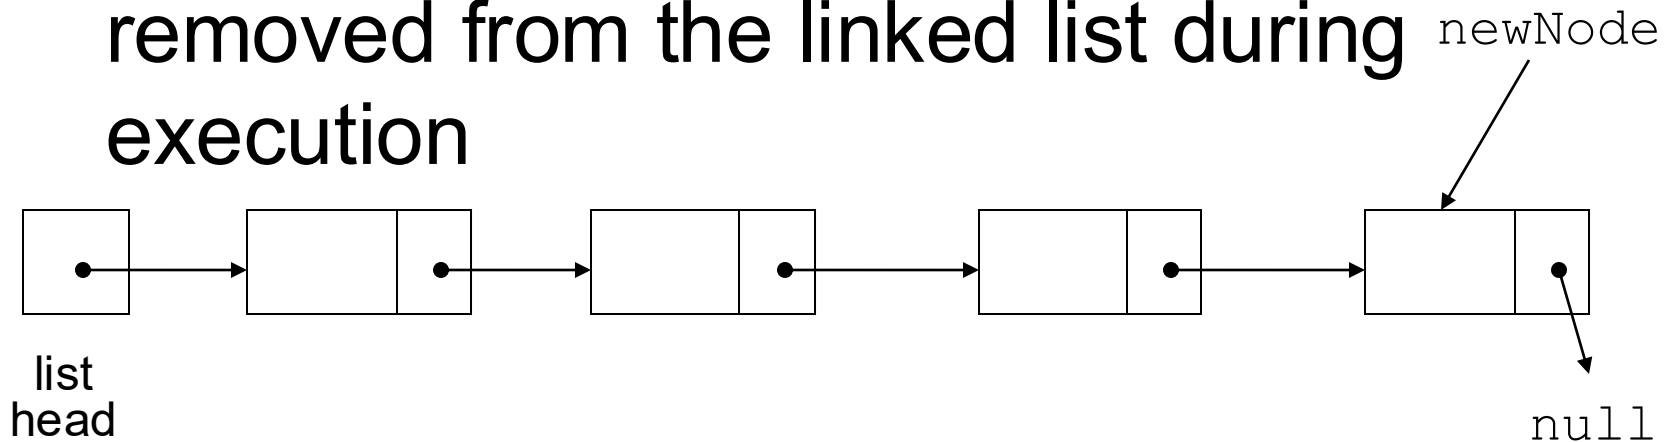 removed from the linked list during
newNode
execution
list
head
null